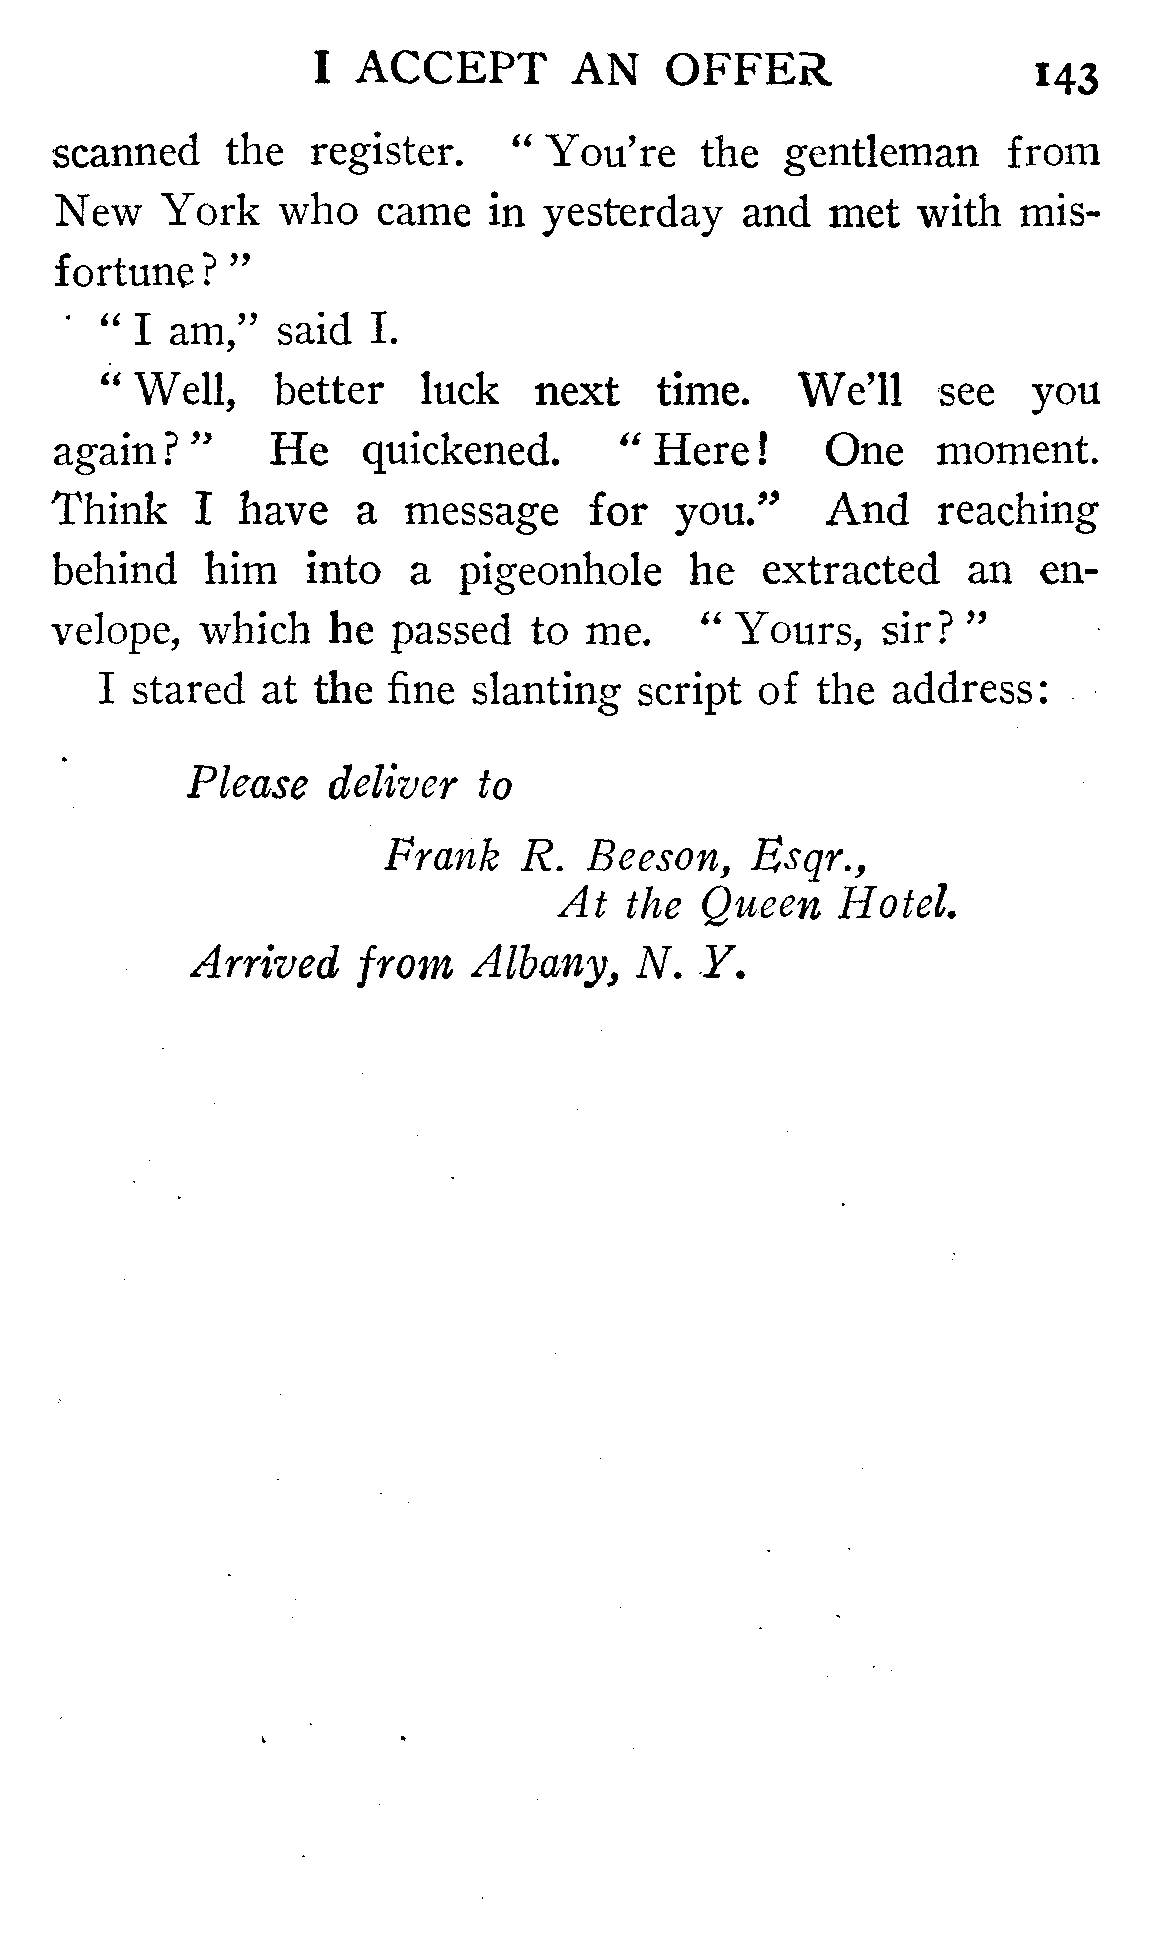 I ACCEPT AN OFFER 143
scanned the register. “ You're the gentleman from
New York who came in yesterday and met with mis-
fortune? ”
“ I am,” said I.
“ Well, better luck next time. We'll see you
again? ” He quickened. “ Here! One moment.
Think I have a message for you.” And reaching
behind him into a pigeonhole he extracted an en-
velope, which he passed to me. “ Yours, sir? ”
I stared at the fine slanting script of the address:
Please deliver to
Frank R. Beeson, Esqr.,
At the Queen Hotel.
Arrived from Albany, N. Y.